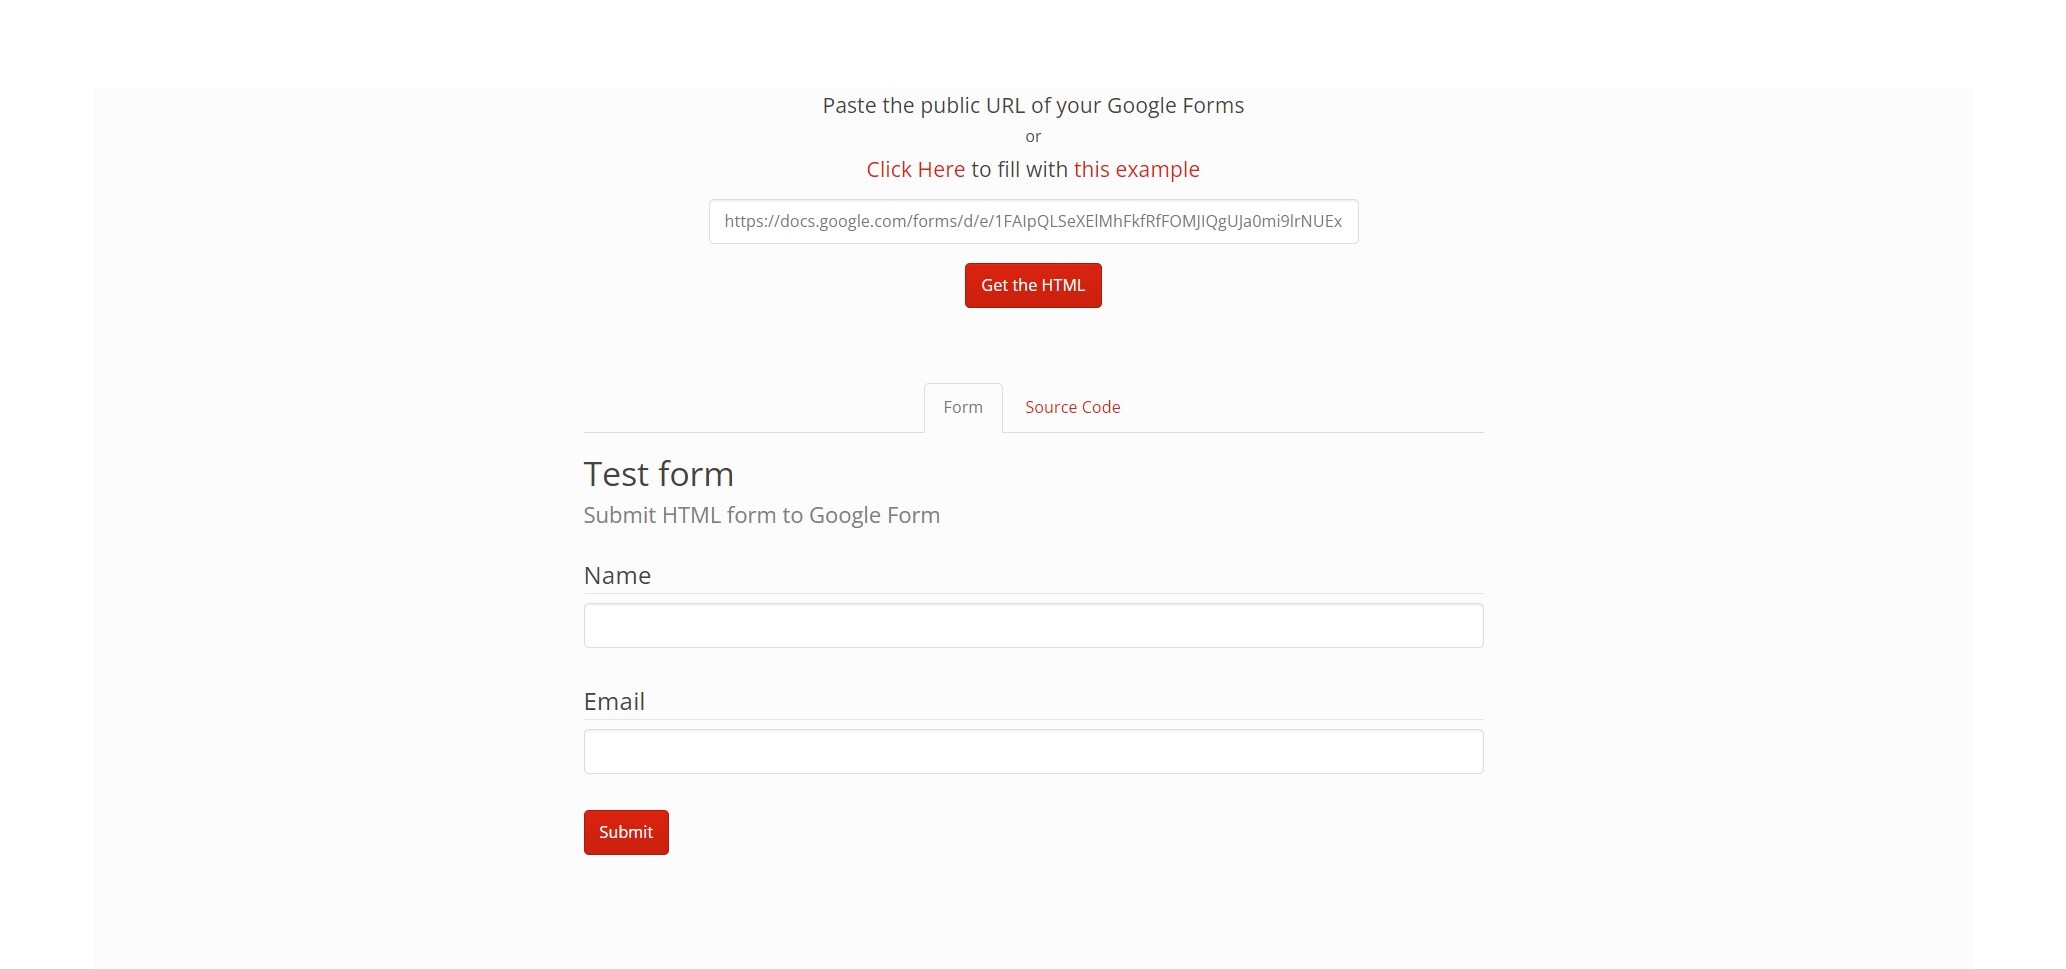 Paste the public URL of your Google Forms
or
Click Here to fill with this example
https://docs.google.com/forms/d/e/1FAIpQLSeXElMhFkfRfFOMJIQgUJa0mi9lrNUEx
Get the HTML
Form Source Code
Test form
Submit HTML form to Google Form
Name
Email
Submit